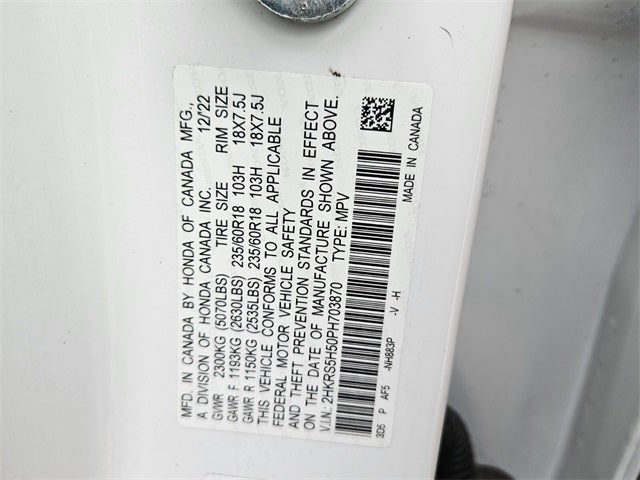 MFD. IN CANADA BY HONDA OF CANADA MFG.,
A DIVISION OF HONDA CANADA INC. 12/22
GVWR 2300KG (5070LBS) TIRE SIZE RIM SIZE
GAWR F 1193KG (2630LBS) 235/60R18 103H 18X7.5J
GAWR R 1150KG (2535LBS) 235/60R18 103H 18X7.5J
THIS VEHICLE CONFORMS TO ALL APPLICABLE
FEDERAL MOTOR VEHICLE SAFETY
AND THEFT PREVENTION STANDARDS IN EFFECT
ON THE DATE OF MANUFACTURE SHOWN ABOVE.
V.I.N.: 2HKRS5H50PH703870 TYPE: MPV
3D5 P AF5 -NH883P -V -H MADE IN CANADA